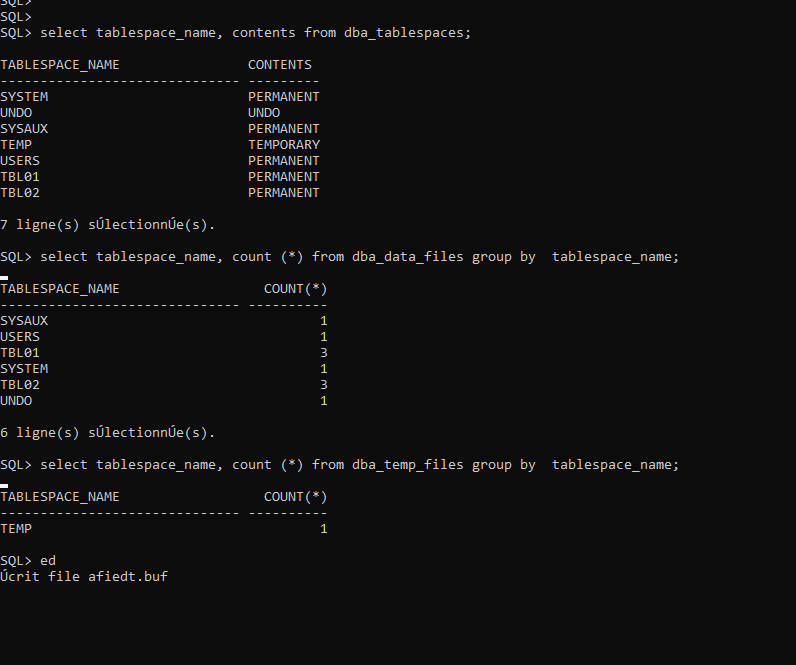 SQL>
SQL>
SQL> select tablespace_name, contents from dba_tablespaces;
TABLESPACE_NAME                CONTENTS
------------------------------ ---------
SYSTEM                         PERMANENT
UNDO                           UNDO
SYSAUX                         PERMANENT
TEMP                           TEMPORARY
USERS                          PERMANENT
TBL01                          PERMANENT
TBL02                          PERMANENT
7 ligne(s) sÚlectionnÚe(s).
SQL> select tablespace_name, count (*) from dba_data_files group by  tablespace_name;
TABLESPACE_NAME                  COUNT(*)
------------------------------ ----------
SYSAUX                                  1
USERS                                   1
TBL01                                   3
SYSTEM                                  1
TBL02                                   3
UNDO                                    1
6 ligne(s) sÚlectionnÚe(s).
SQL> select tablespace_name, count (*) from dba_temp_files group by  tablespace_name;
TABLESPACE_NAME                  COUNT(*)
------------------------------ ----------
TEMP                                    1
SQL> ed
Úcrit file afiedt.buf